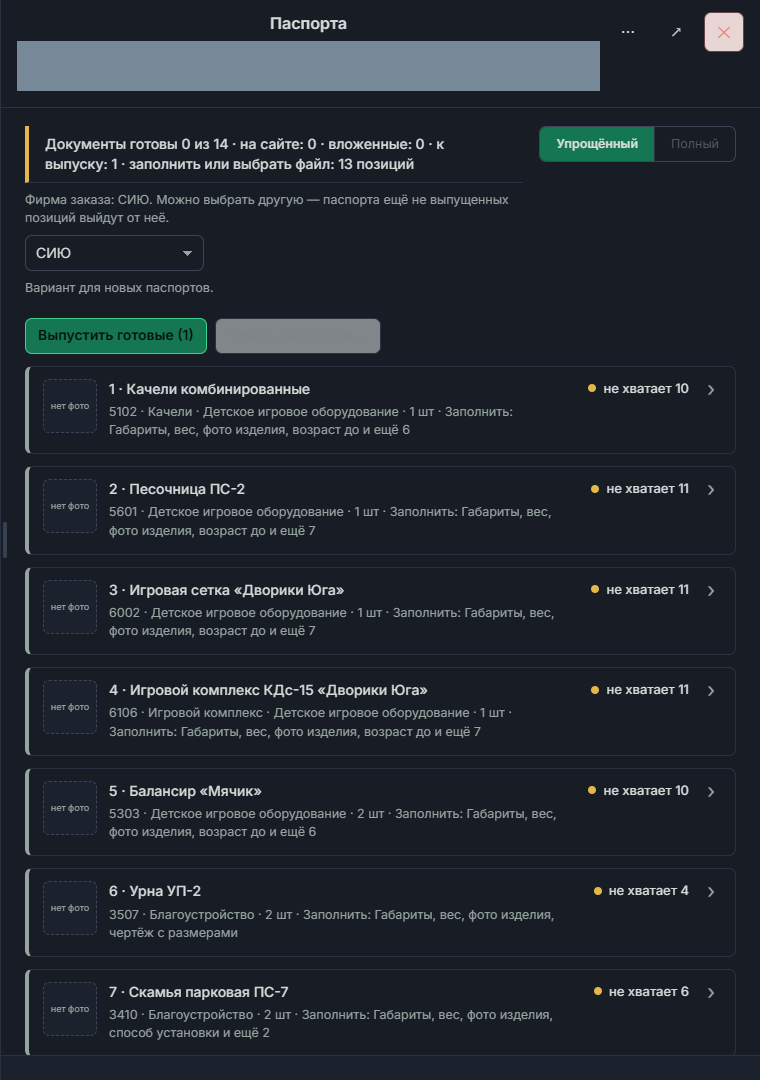 Паспорта
Документы готовы 0 из 14 · на сайте: 0 · вложенные: 0 · к
выпуску: 1 · заполнить или выбрать файл: 13 позиций
Упрощённый
Полный
Фирма заказа: СИЮ. Можно выбрать другую — паспорта ещё не выпущенных
позиций выйдут от неё.
СИЮ
Вариант для новых паспортов.
Выпустить готовые (1)
нет фото
1 · Качели комбинированные
не хватает 10
5102 · Качели · Детское игровое оборудование · 1 шт · Заполнить:
Габариты, вес, фото изделия, возраст до и ещё 6
нет фото
2 · Песочница ПС-2
не хватает 11
5601 · Детское игровое оборудование · 1 шт · Заполнить: Габариты, вес,
фото изделия, возраст до и ещё 7
нет фото
3 · Игровая сетка «Дворики Юга»
не хватает 11
6002 · Детское игровое оборудование · 1 шт · Заполнить: Габариты, вес,
фото изделия, возраст до и ещё 7
нет фото
4 · Игровой комплекс КДс-15 «Дворики Юга»
не хватает 11
6106 · Игровой комплекс · Детское игровое оборудование · 1 шт ·
Заполнить: Габариты, вес, фото изделия, возраст до и ещё 7
нет фото
5 · Балансир «Мячик»
не хватает 10
5303 · Детское игровое оборудование · 2 шт · Заполнить: Габариты, вес,
фото изделия, возраст до и ещё 6
нет фото
6 · Урна УП-2
не хватает 4
3507 · Благоустройство · 2 шт · Заполнить: Габариты, вес, фото изделия,
чертёж с размерами
нет фото
7 · Скамья парковая ПС-7
не хватает 6
3410 · Благоустройство · 2 шт · Заполнить: Габариты, вес, фото изделия,
способ установки и ещё 2